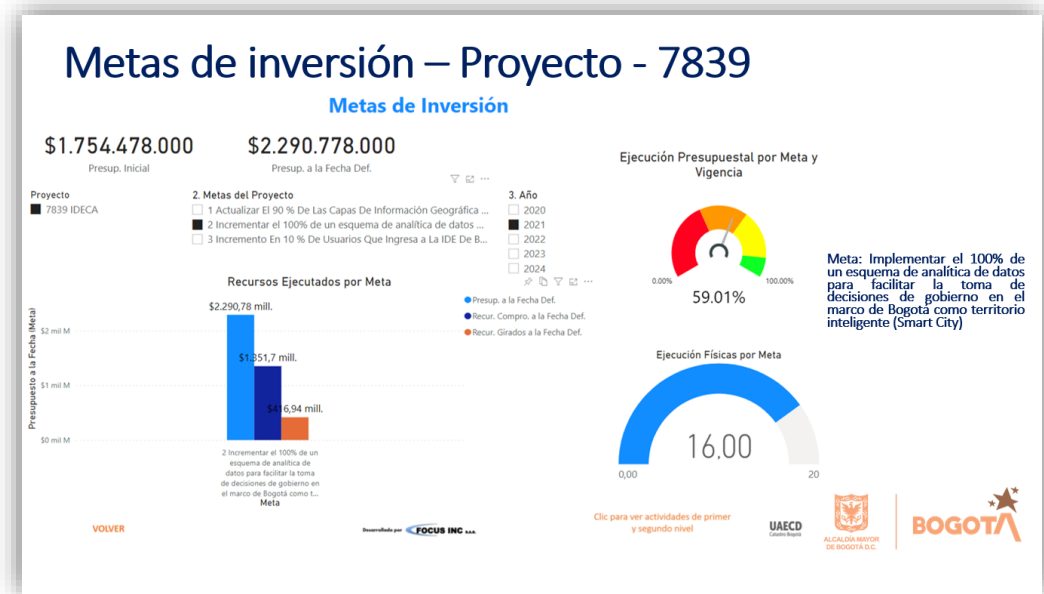 Metas de inversión – Proyecto - 7839
Metas de Inversión
$1.754.478.000
Presup. Inicial
$2.290.778.000
Presup. a la Fecha Def.
Proyecto
7839 IDECA
2. Metas del Proyecto
1 Actualizar El 90 % De Las Capas De Información Geográfica ...
2 Incrementar el 100% de un esquema de analítica de datos ...
3 Incremento En 10 % De Usuarios Que Ingresa a La IDE De B...
3. Año
2020
2021
2022
2023
2024
Recursos Ejecutados por Meta
Presupuesto a la Fecha (Meta)
$2 mil M
$1 mil M
$0 mil M
$2.290,78 mill.
$1.351,7 mill.
$416,94 mill.
2 Incrementar el 100% de un
esquema de analítica de
datos para facilitar la toma
de decisiones de gobierno en
el marco de Bogotá como t...
Meta
Presup. a la Fecha Def.
Recur. Compro. a la Fecha Def.
Recur. Girados a la Fecha Def.
Ejecución Presupuestal por Meta y
Vigencia
0.00%
100.00%
59.01%
Ejecución Físicas por Meta
16,00
0,00
20
Meta: Implementar el 100% de
un esquema de analítica de datos
para facilitar la toma de
decisiones de gobierno en el
marco de Bogotá como territorio
inteligente (Smart City)
VOLVER
Desarrollado por FOCUS INC S.A.S.
Clic para ver actividades de primer
y segundo nivel
UAECD
Catastro Bogotá
ALCALDÍA MAYOR
DE BOGOTÁ D.C.
BOGOTÁ